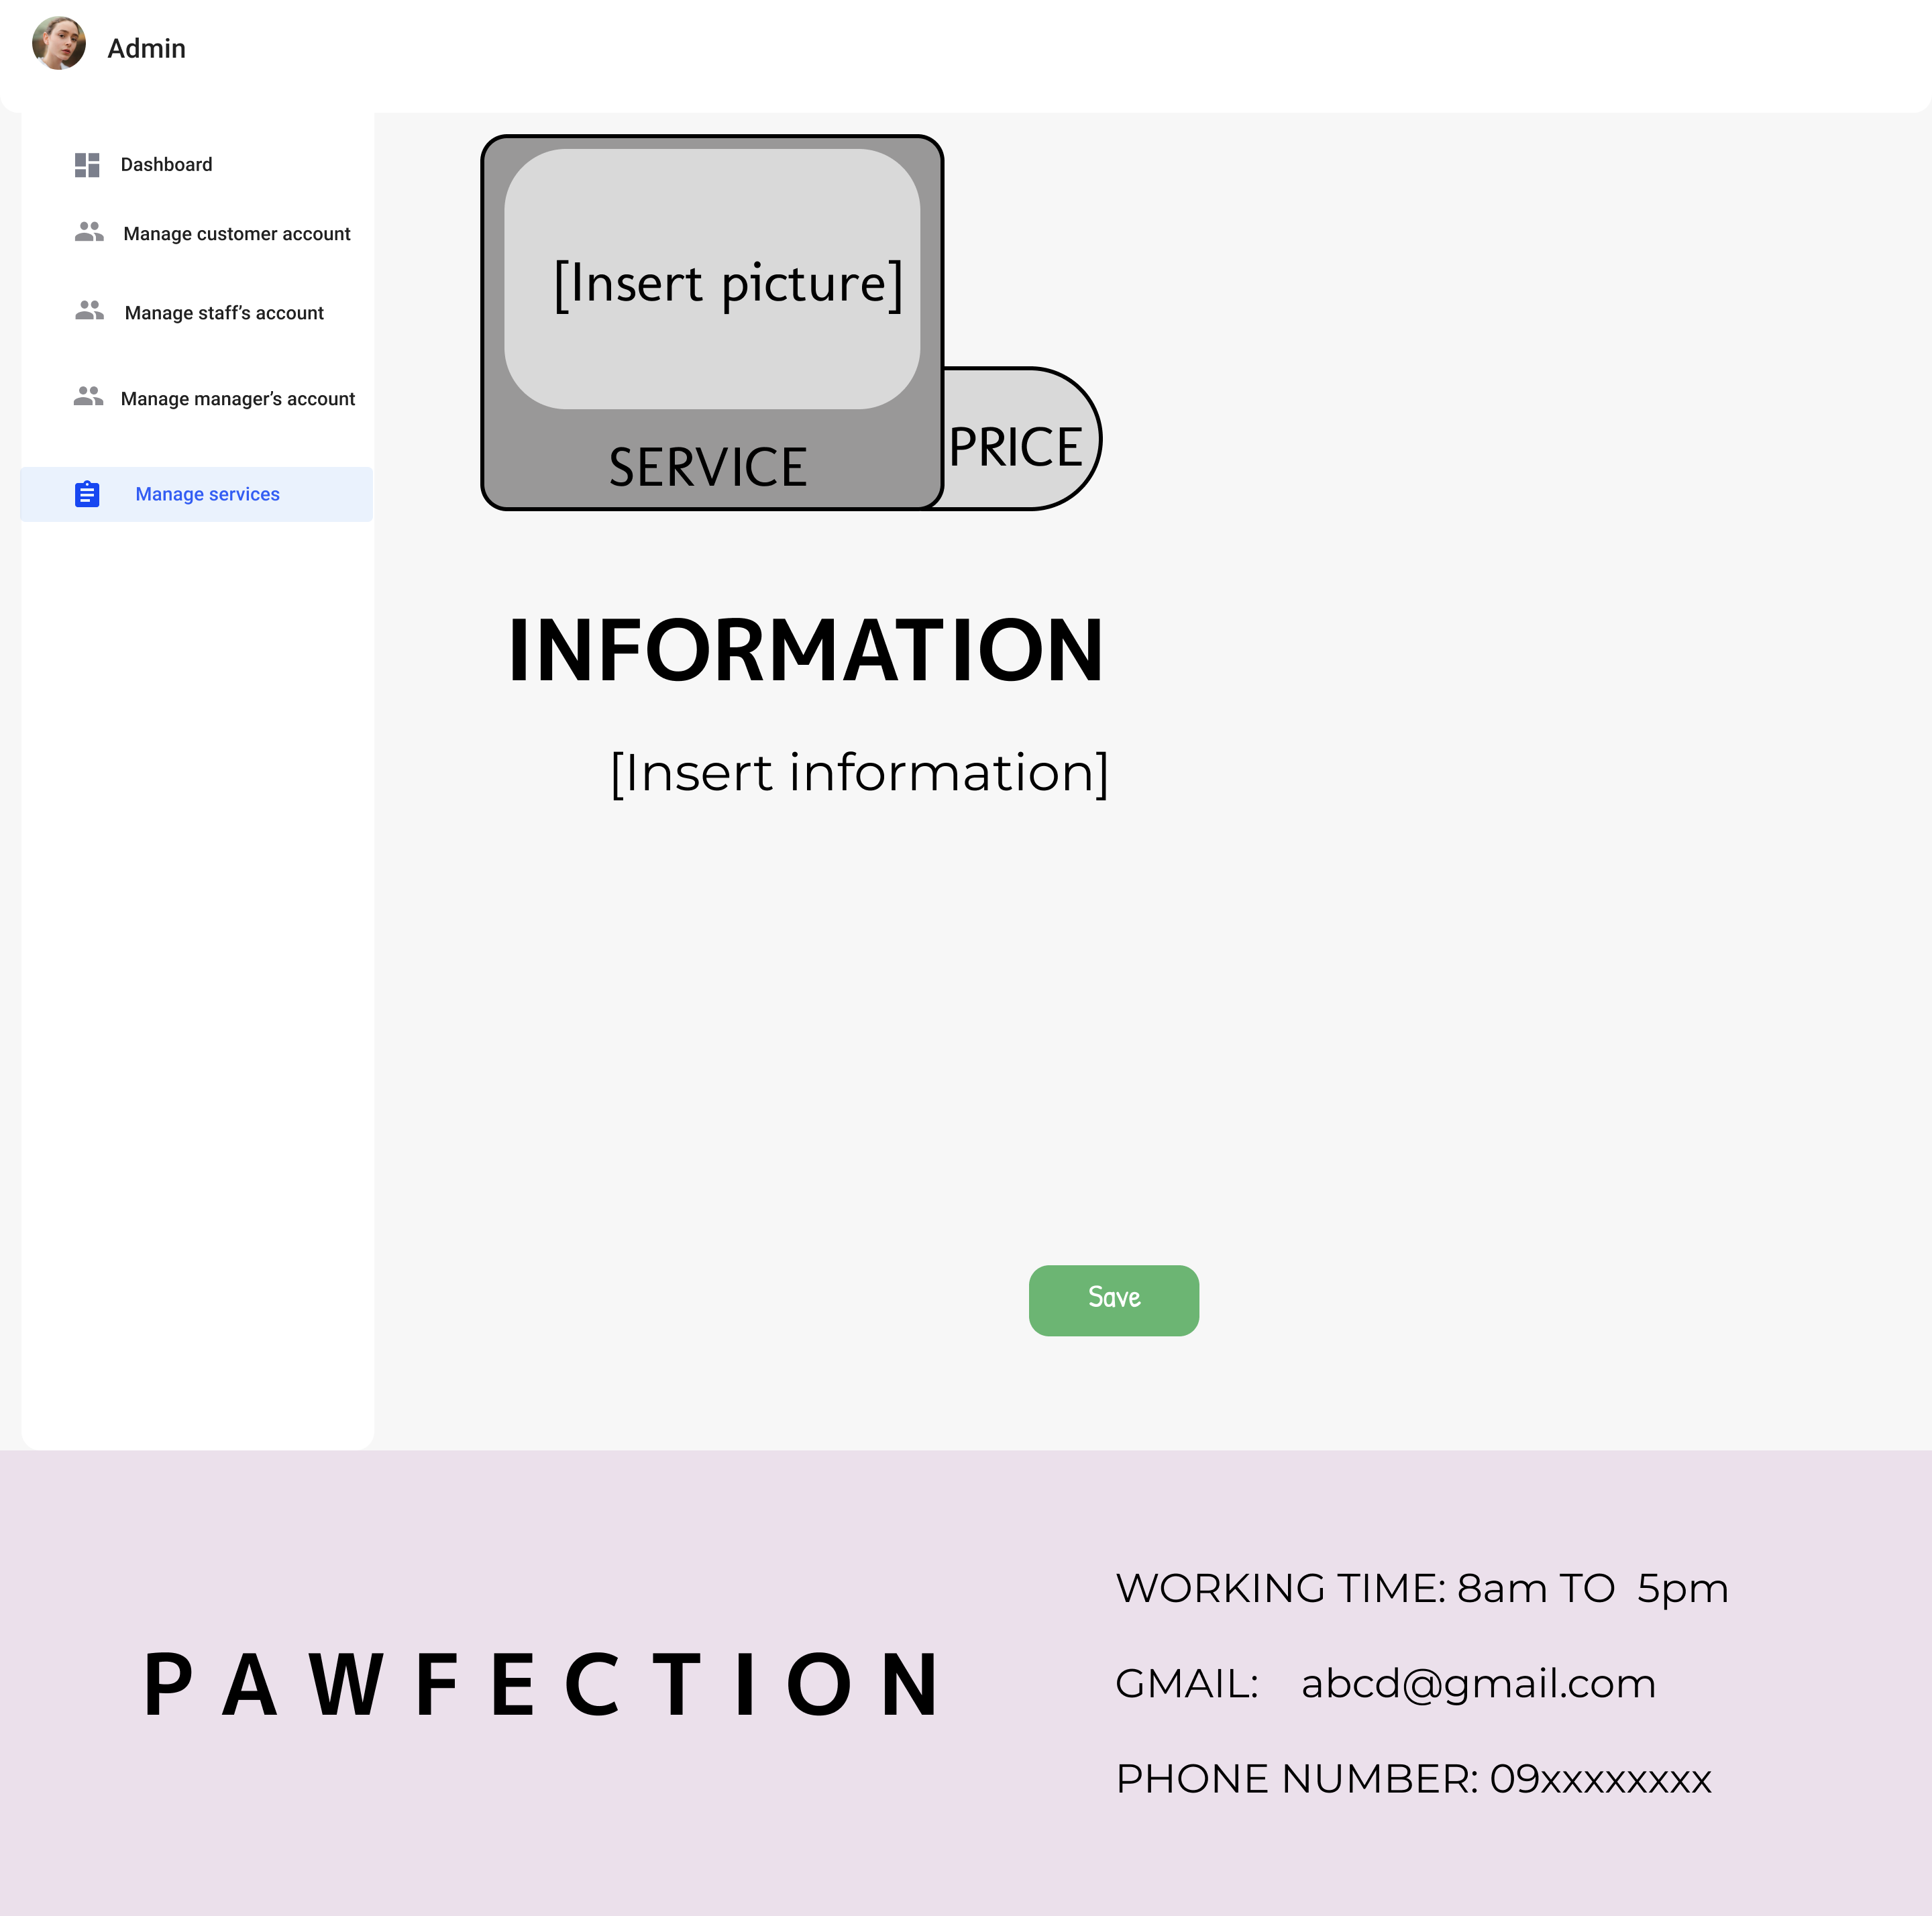 Admin
Dashboard
Manage customer account
Manage staff’s account
Manage manager’s account
Manage services
[Insert picture]
SERVICE
PRICE
INFORMATION
[Insert information]
Save
PAWFECTION
WORKING TIME: 8am TO  5pm
GMAIL:   abcd@gmail.com
PHONE NUMBER: 09xxxxxxxx